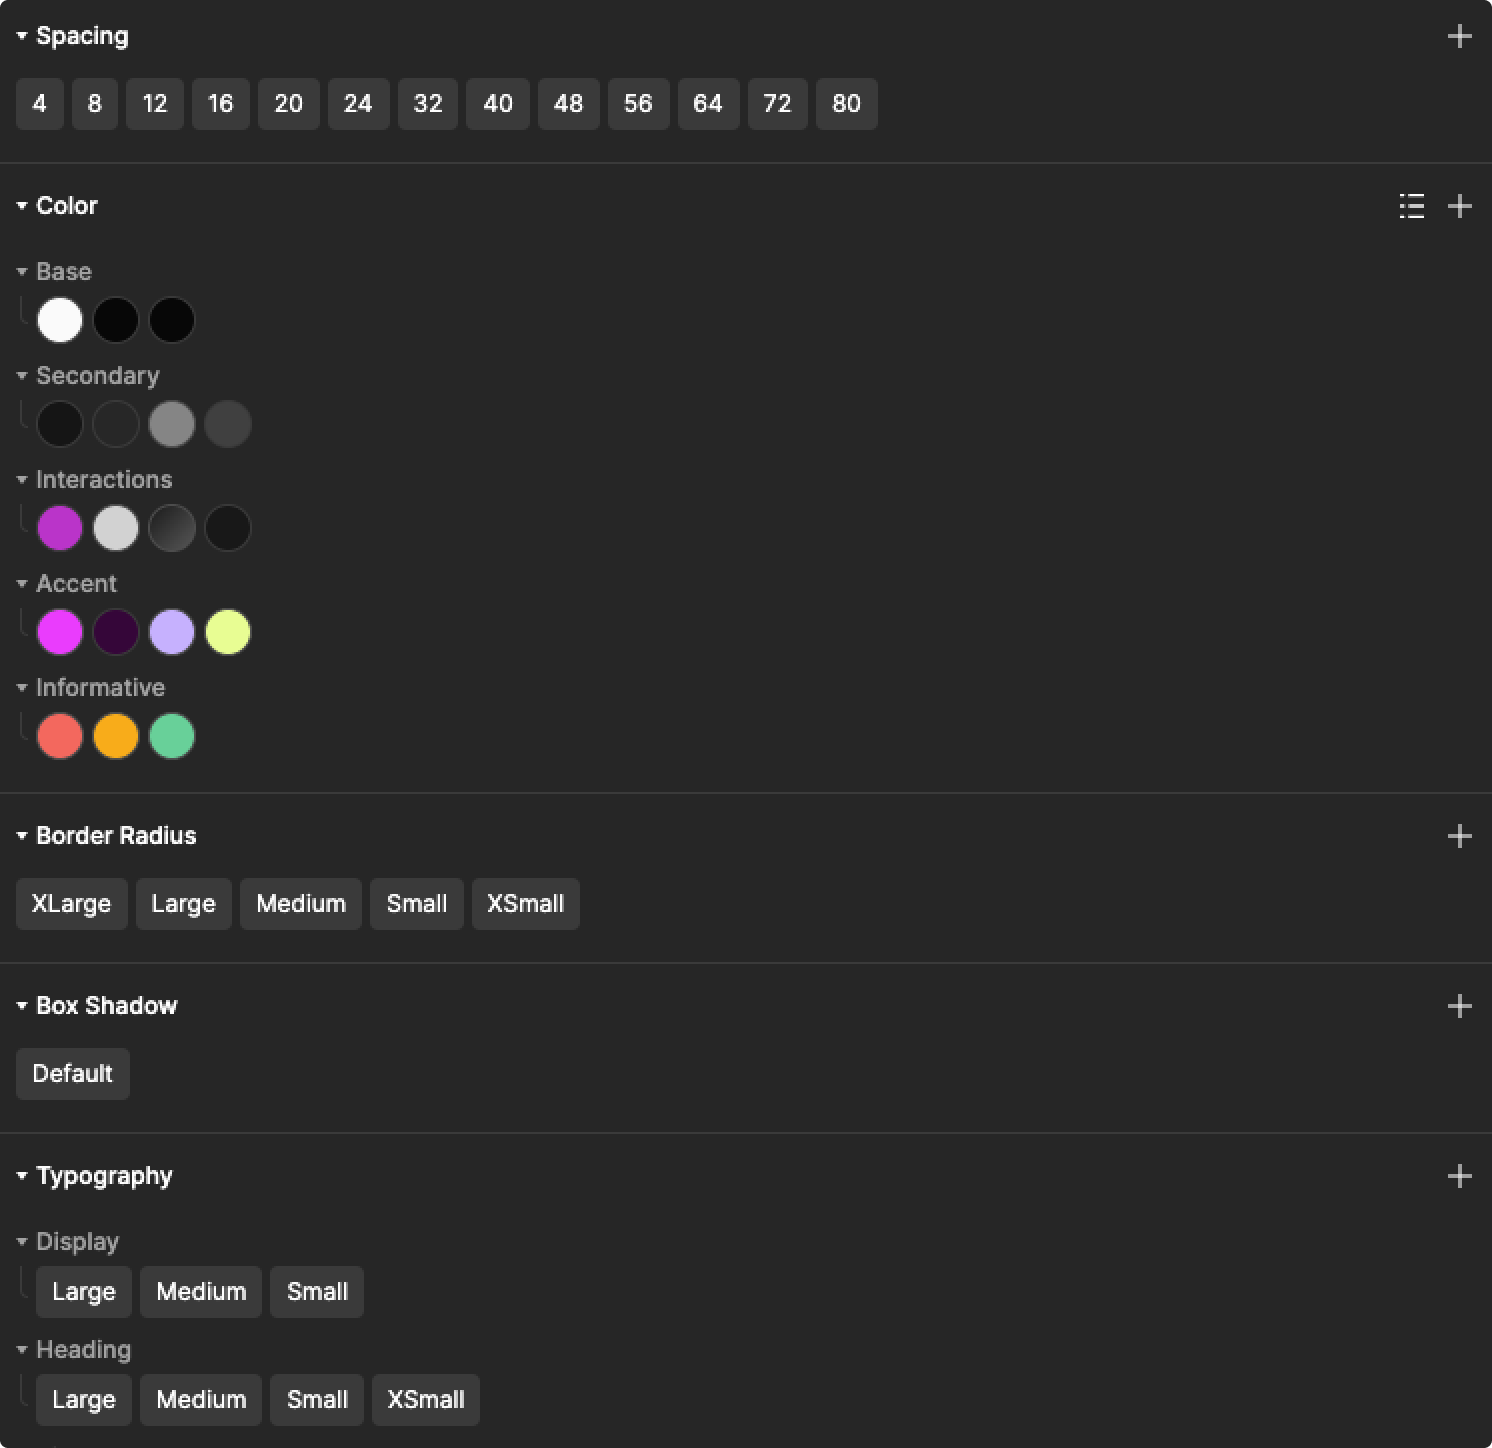 Spacing
4 8 12 16 20 24 32 40 48 56 64 72 80
Color
Base
Secondary
Interactions
Accent
Informative
Border Radius
XLarge Large Medium Small XSmall
Box Shadow
Default
Typography
Display
Large Medium Small
Heading
Large Medium Small XSmall